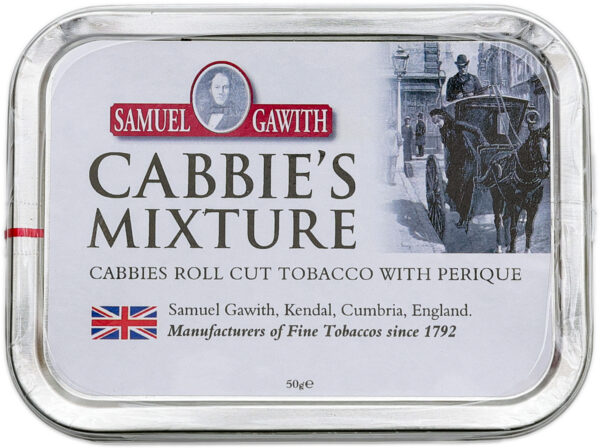 SAMUEL GAWITH
CABBIE'S
MIXTURE
CABBIES ROLL CUT TOBACCO WITH PERIQUE
Samuel Gawith, Kendal, Cumbria, England.
Manufacturers of Fine Tobaccos since 1792
50g℮